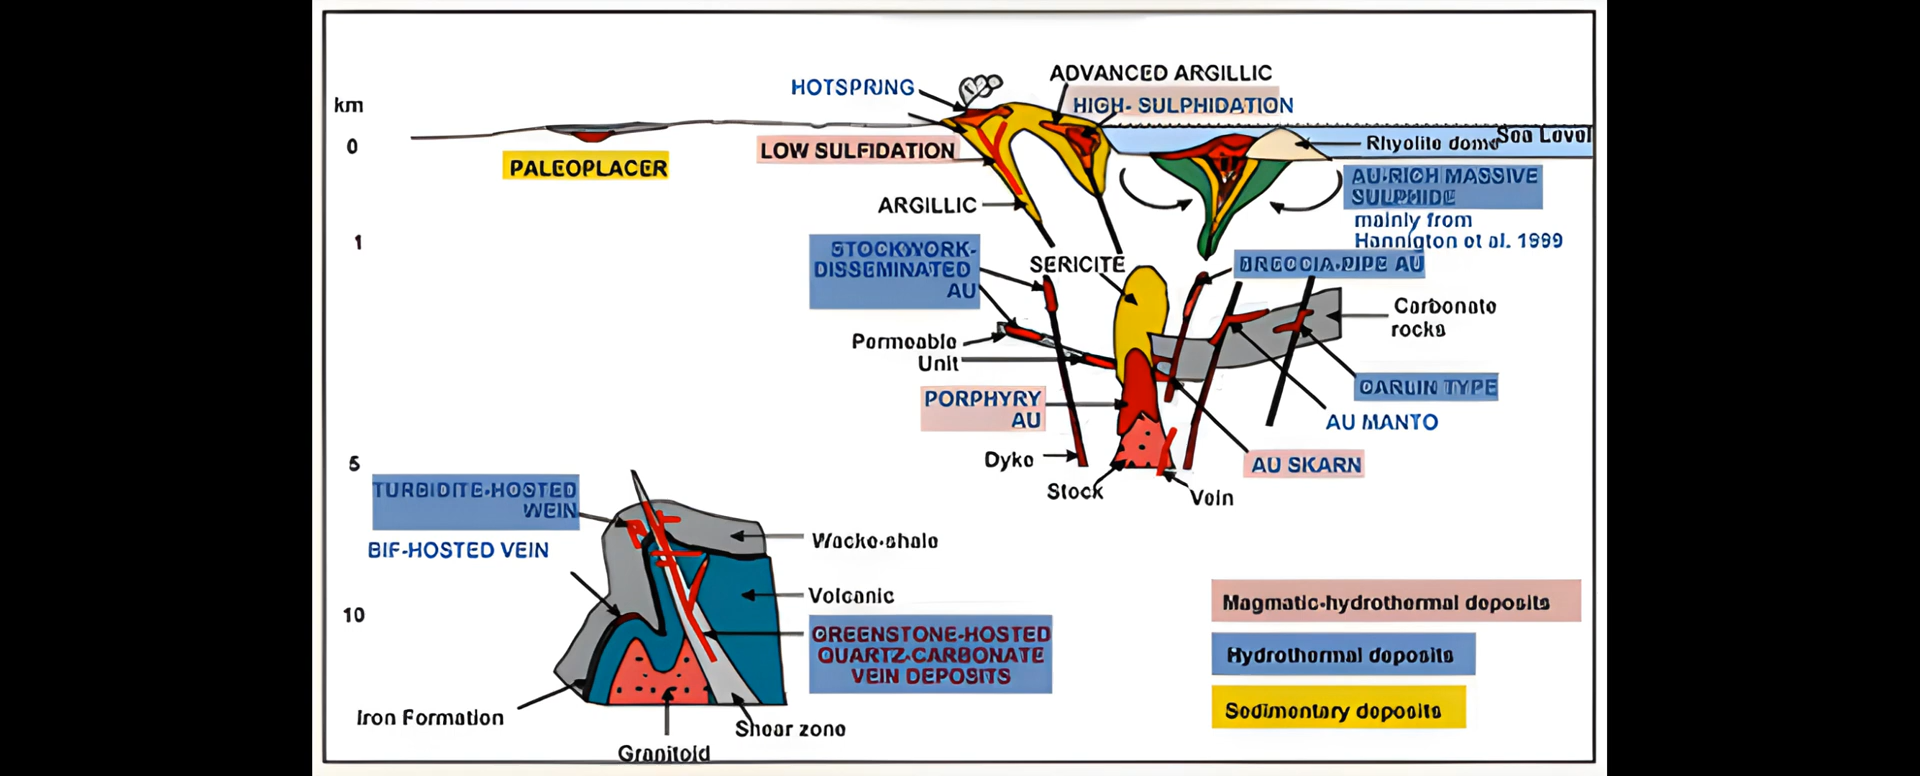 km
0
1
5
10
HOTSPRING
ADVANCED ARGILLIC
HIGH- SULPHIDATION
Sea Level
Rhyolite dome
PALEOPLACER
LOW SULFIDATION
ARGILLIC
AU-RICH MASSIVE
SULPHIDE
mainly from
Hannigton et al. 1999
STOCKWORK-
DISSEMINATED
AU
SERICITE
BRECCIA-PIPE AU
Carbonate
rocks
Permeable
Unit
CARLIN TYPE
PORPHYRY
AU
AU MANTO
Dyke
AU SKARN
Stock
Vein
TURBIDITE-HOSTED
WEIN
BIF-HOSTED VEIN
Wacke-shale
Volcanic
GREENSTONE-HOSTED
QUARTZ-CARBONATE
VEIN DEPOSITS
Iron Formation
Shear zone
Granitoid
Magmatic-hydrothermal deposits
Hydrothermal deposits
Sedimentary deposits